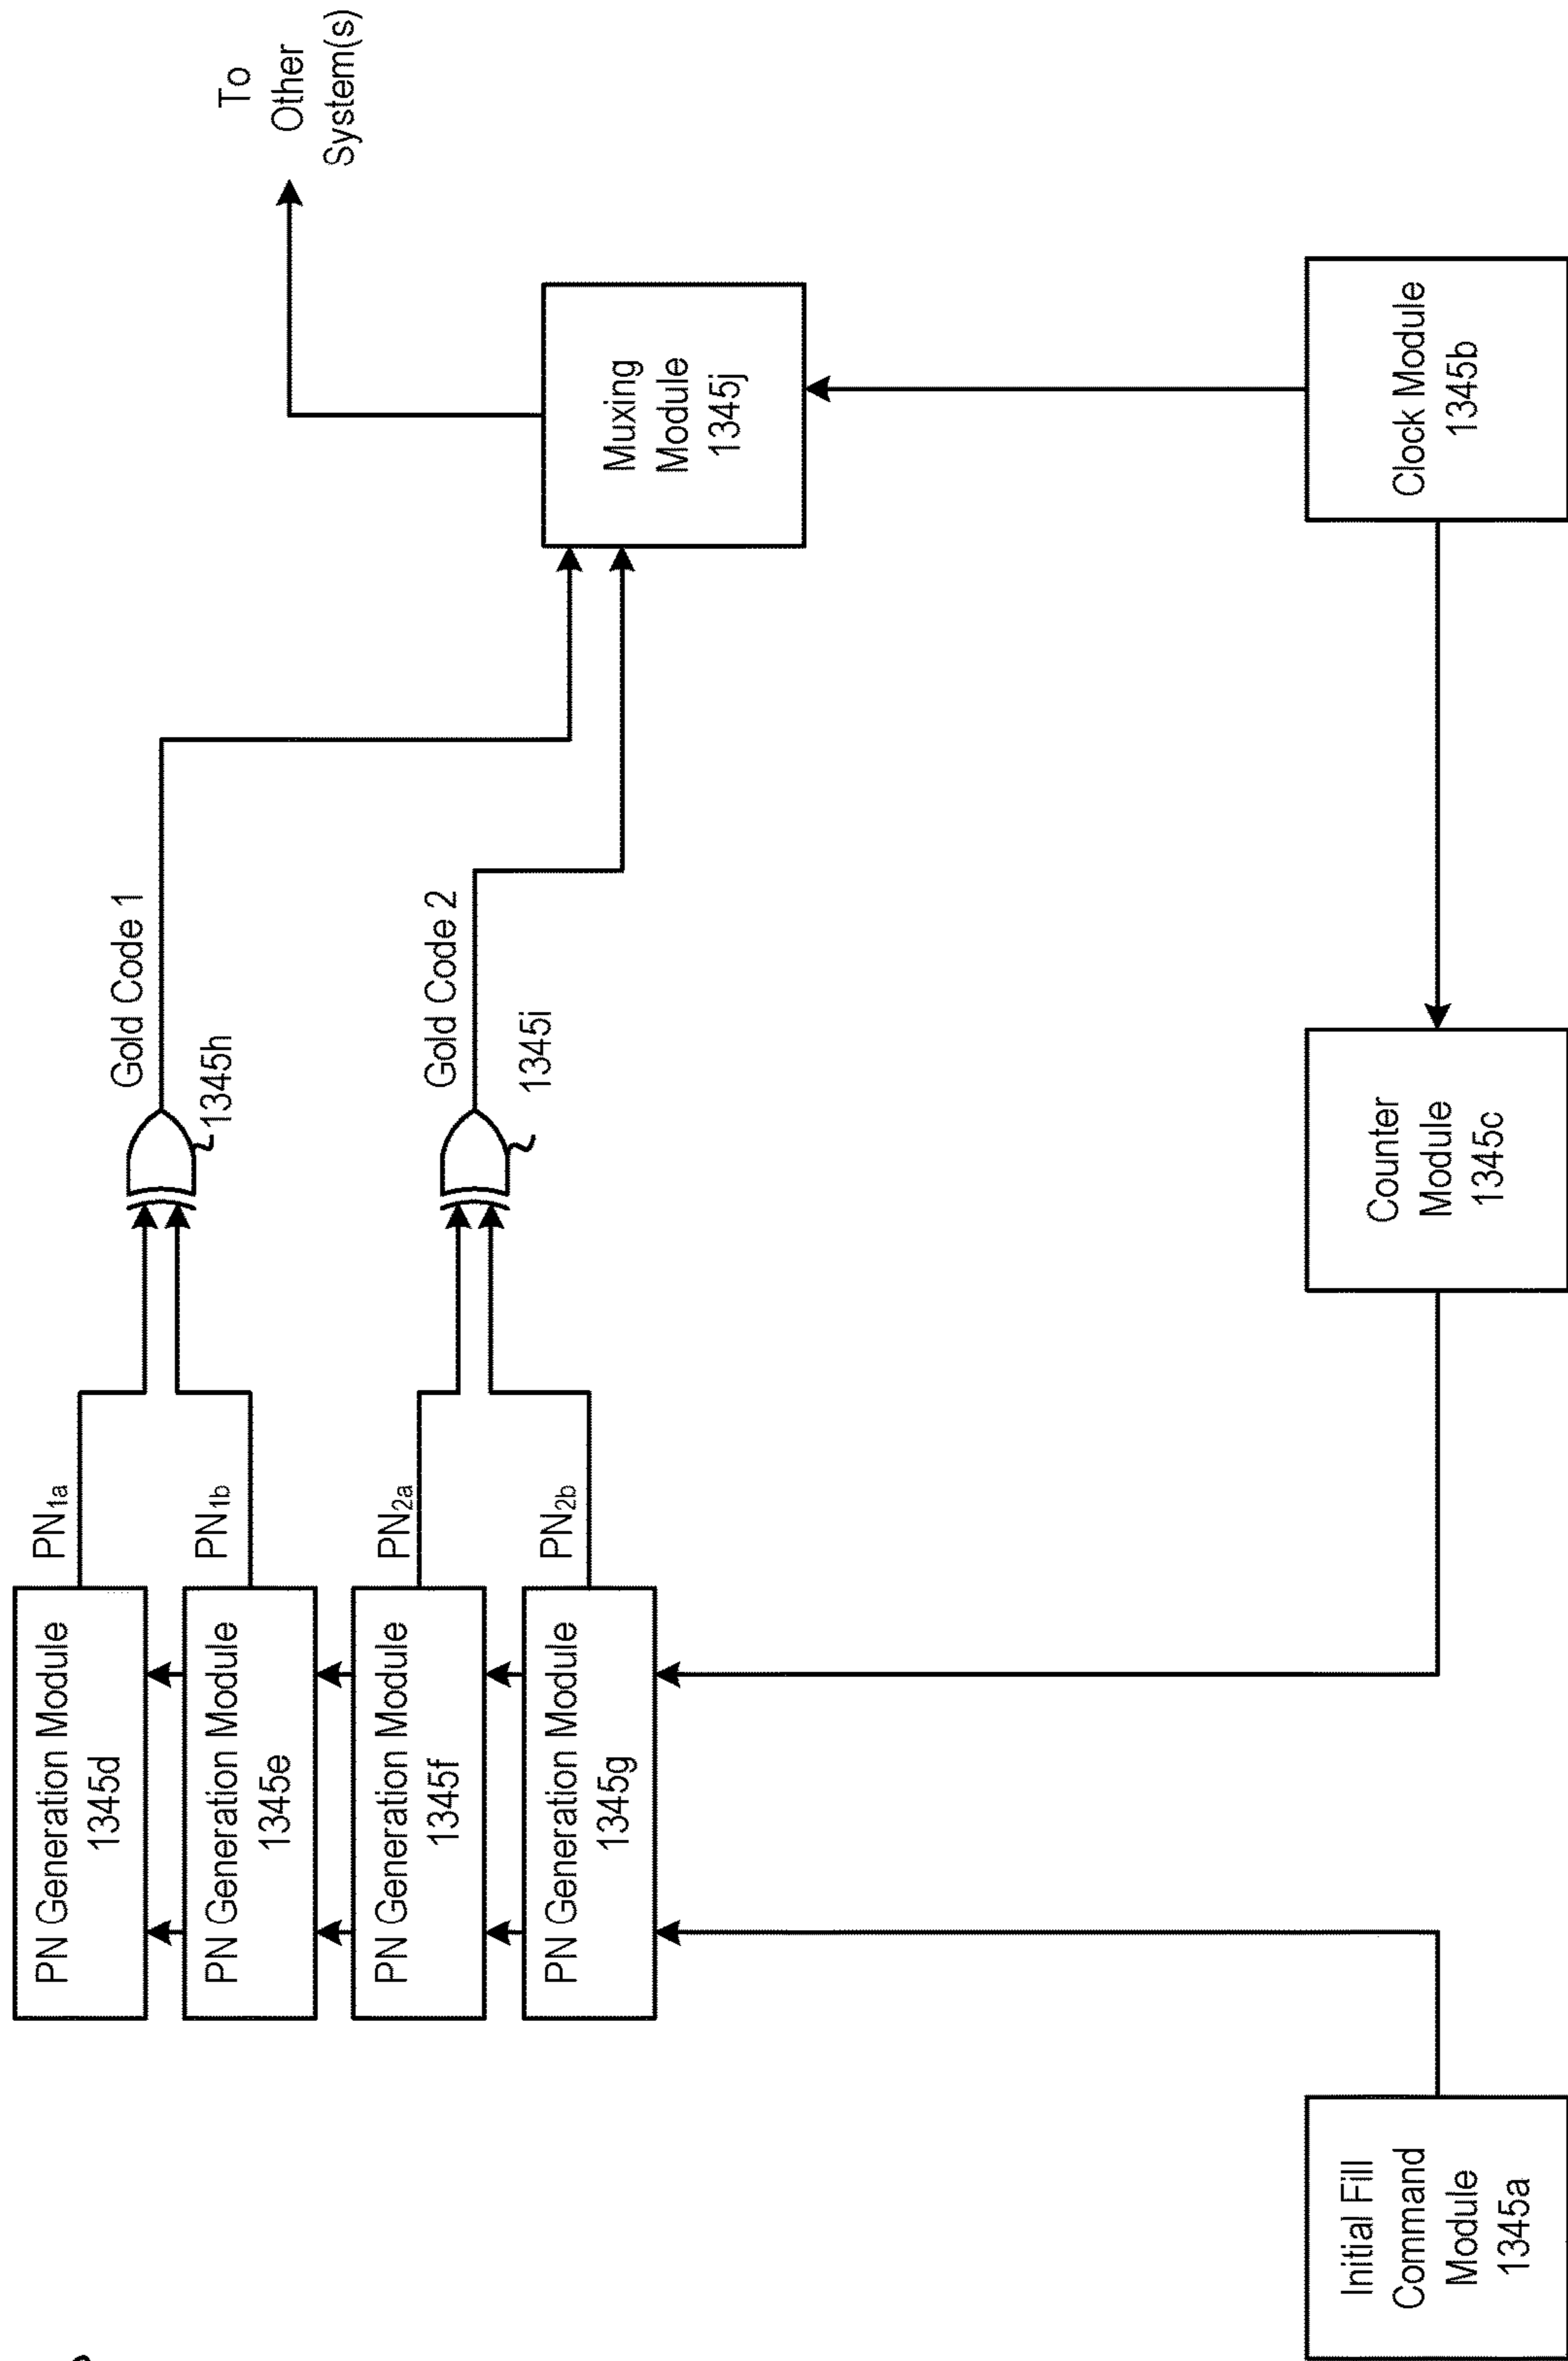 PN Generation Module
1345d
PN Generation Module
1345e
PN Generation Module
1345f
PN Generation Module
1345g
PN1a
PN1b
PN2a
PN2b
1345h
Gold Code 1
1345i
Gold Code 2
Muxing
Module
1345j
To
Other
System(s)
Initial Fill
Command
Module
1345a
Counter
Module
1345c
Clock Module
1345b